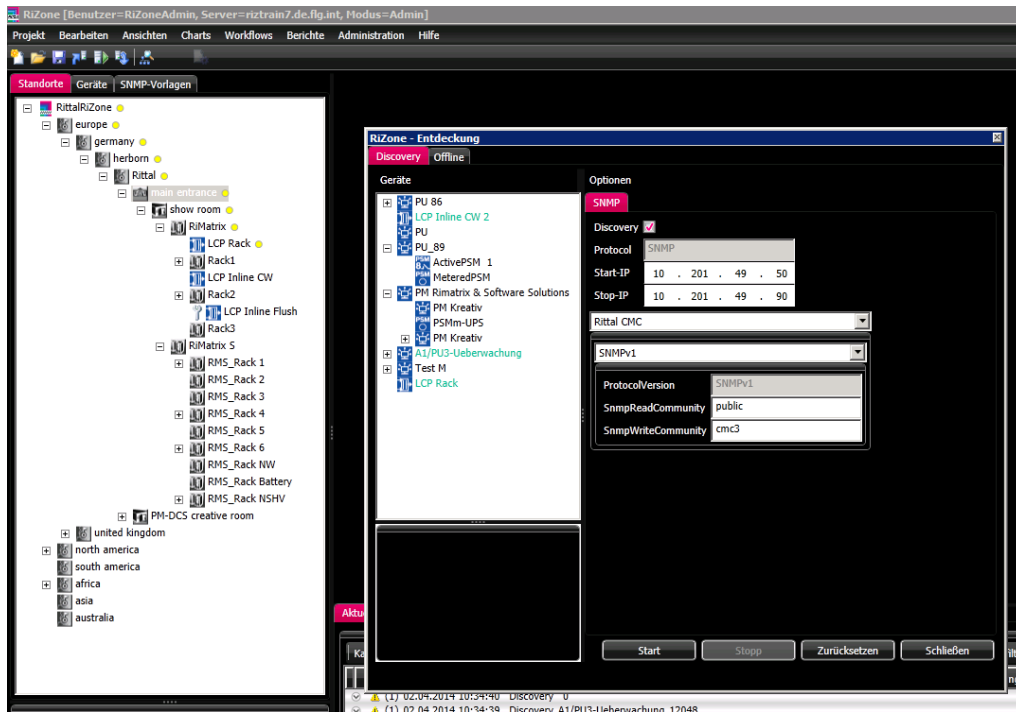 RiZone [Benutzer=RiZoneAdmin, Server=riztrain7.de.flg.int, Modus=Admin]
Projekt Bearbeiten Ansichten Charts Workflows Berichte Administration Hilfe
Standorte Geräte SNMP-Vorlagen
RittalRiZone
europe
germany
herborn
Rittal
main entrance
show room
RiMatrix
LCP Rack
Rack1
LCP Inline CW
Rack2
LCP Inline Flush
Rack3
RiMatrix S
RMS_Rack 1
RMS_Rack 2
RMS_Rack 3
RMS_Rack 4
RMS_Rack 5
RMS_Rack 6
RMS_Rack NW
RMS_Rack Battery
RMS_Rack NSHV
PM-DCS creative room
united kingdom
north america
south america
africa
asia
australia
RiZone - Entdeckung
Discovery Offline
Geräte
PU 86
LCP Inline CW 2
PU
PU_89
ActivePSM 1
MeteredPSM
PM Rimatrix & Software Solutions
PM Kreativ
PSMm-UPS
PM Kreativ
A1/PU3-Ueberwachung
Test M
LCP Rack
Optionen
SNMP
Discovery
Protocol SNMP
Start-IP 10 . 201 . 49 . 50
Stop-IP 10 . 201 . 49 . 90
Rittal CMC
SNMPv1
ProtocolVersion SNMPv1
SnmpReadCommunity public
SnmpWriteCommunity cmc3
Start Stopp Zurücksetzen Schließen
(1) 02.04.2014 10:34:40 Discovery 0
(1) 02.04.2014 10:34:39 Discovery A1/PU3-Ueberwachung 12048